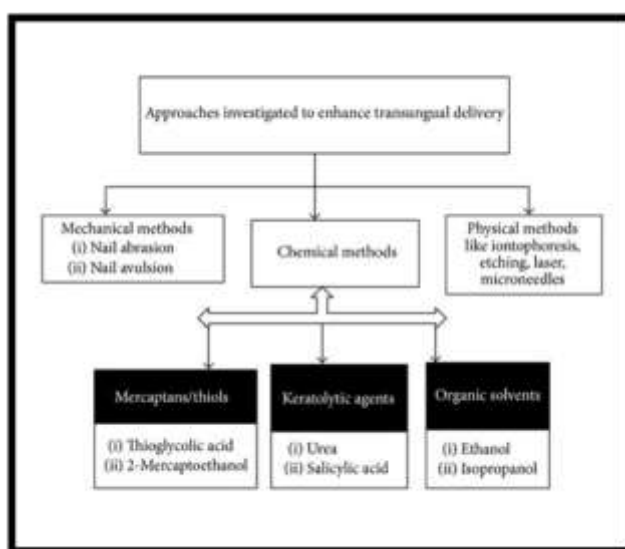 Approaches investigated to enhance transungual delivery
Mechanical methods
(i) Nail abrasion
(ii) Nail avulsion
Chemical methods
Physical methods
like iontophoresis,
etching, laser,
microneedles
Mercaptans/thiols
(i) Thioglycolic acid
(ii) 2-Mercaptoethanol
Keratolytic agents
(i) Urea
(ii) Salicylic acid
Organic solvents
(i) Ethanol
(ii) Isopropanol